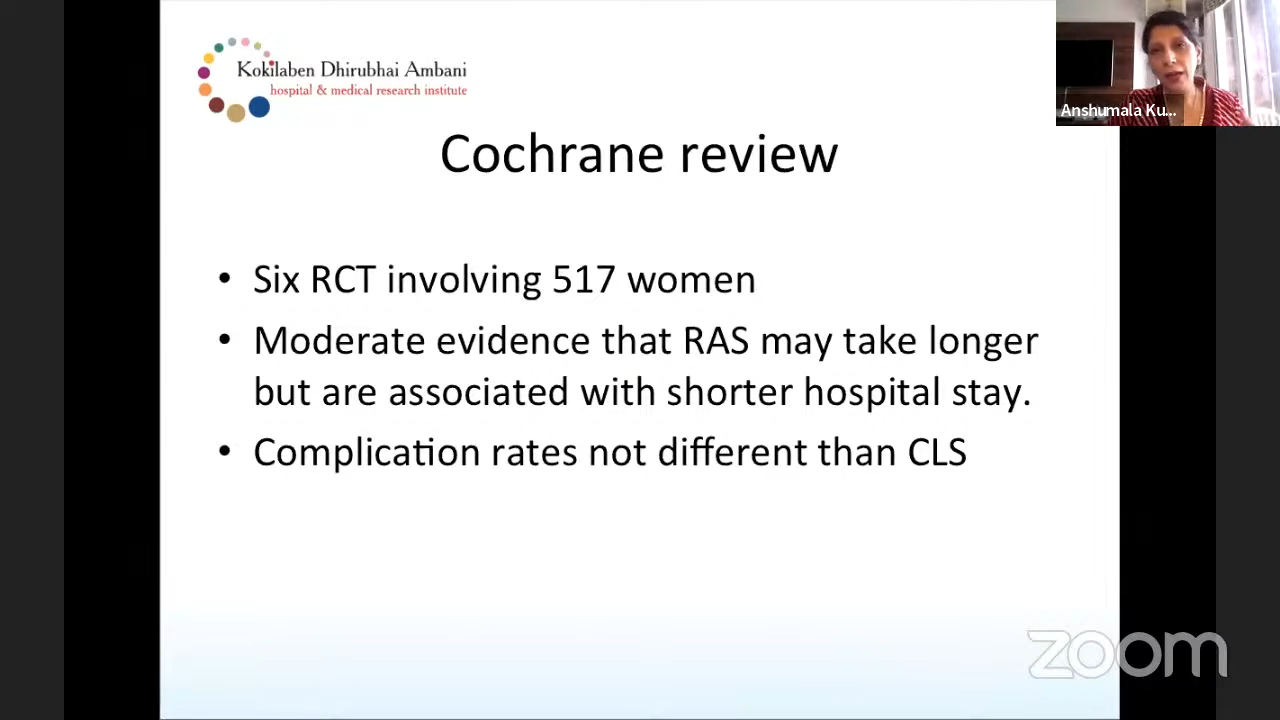 Kokilaben Dhirubhai Ambani
hospital & medical research institute
Anshumala Ku...
Cochrane review
• Six RCT involving 517 women
• Moderate evidence that RAS may take longer
but are associated with shorter hospital stay.
• Complication rates not different than CLS
zoom